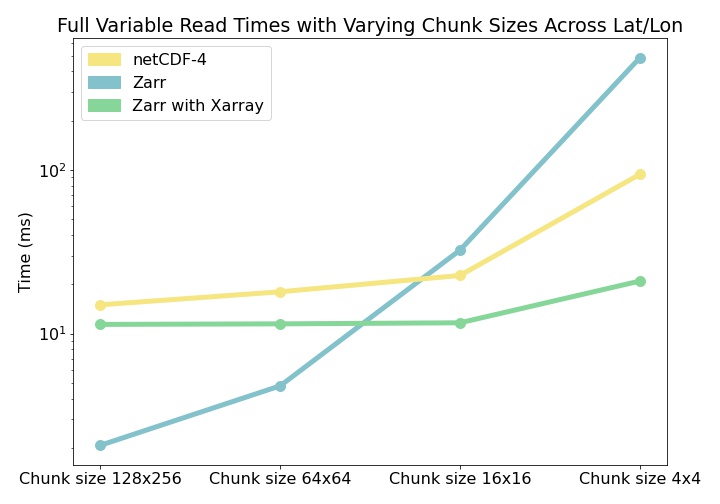 Full Variable Read Times with Varying Chunk Sizes Across Lat/Lon
netCDF-4
Zarr
Zarr with Xarray
10²
10¹
Time (ms)
Chunk size 128x256 Chunk size 64x64 Chunk size 16x16 Chunk size 4x4